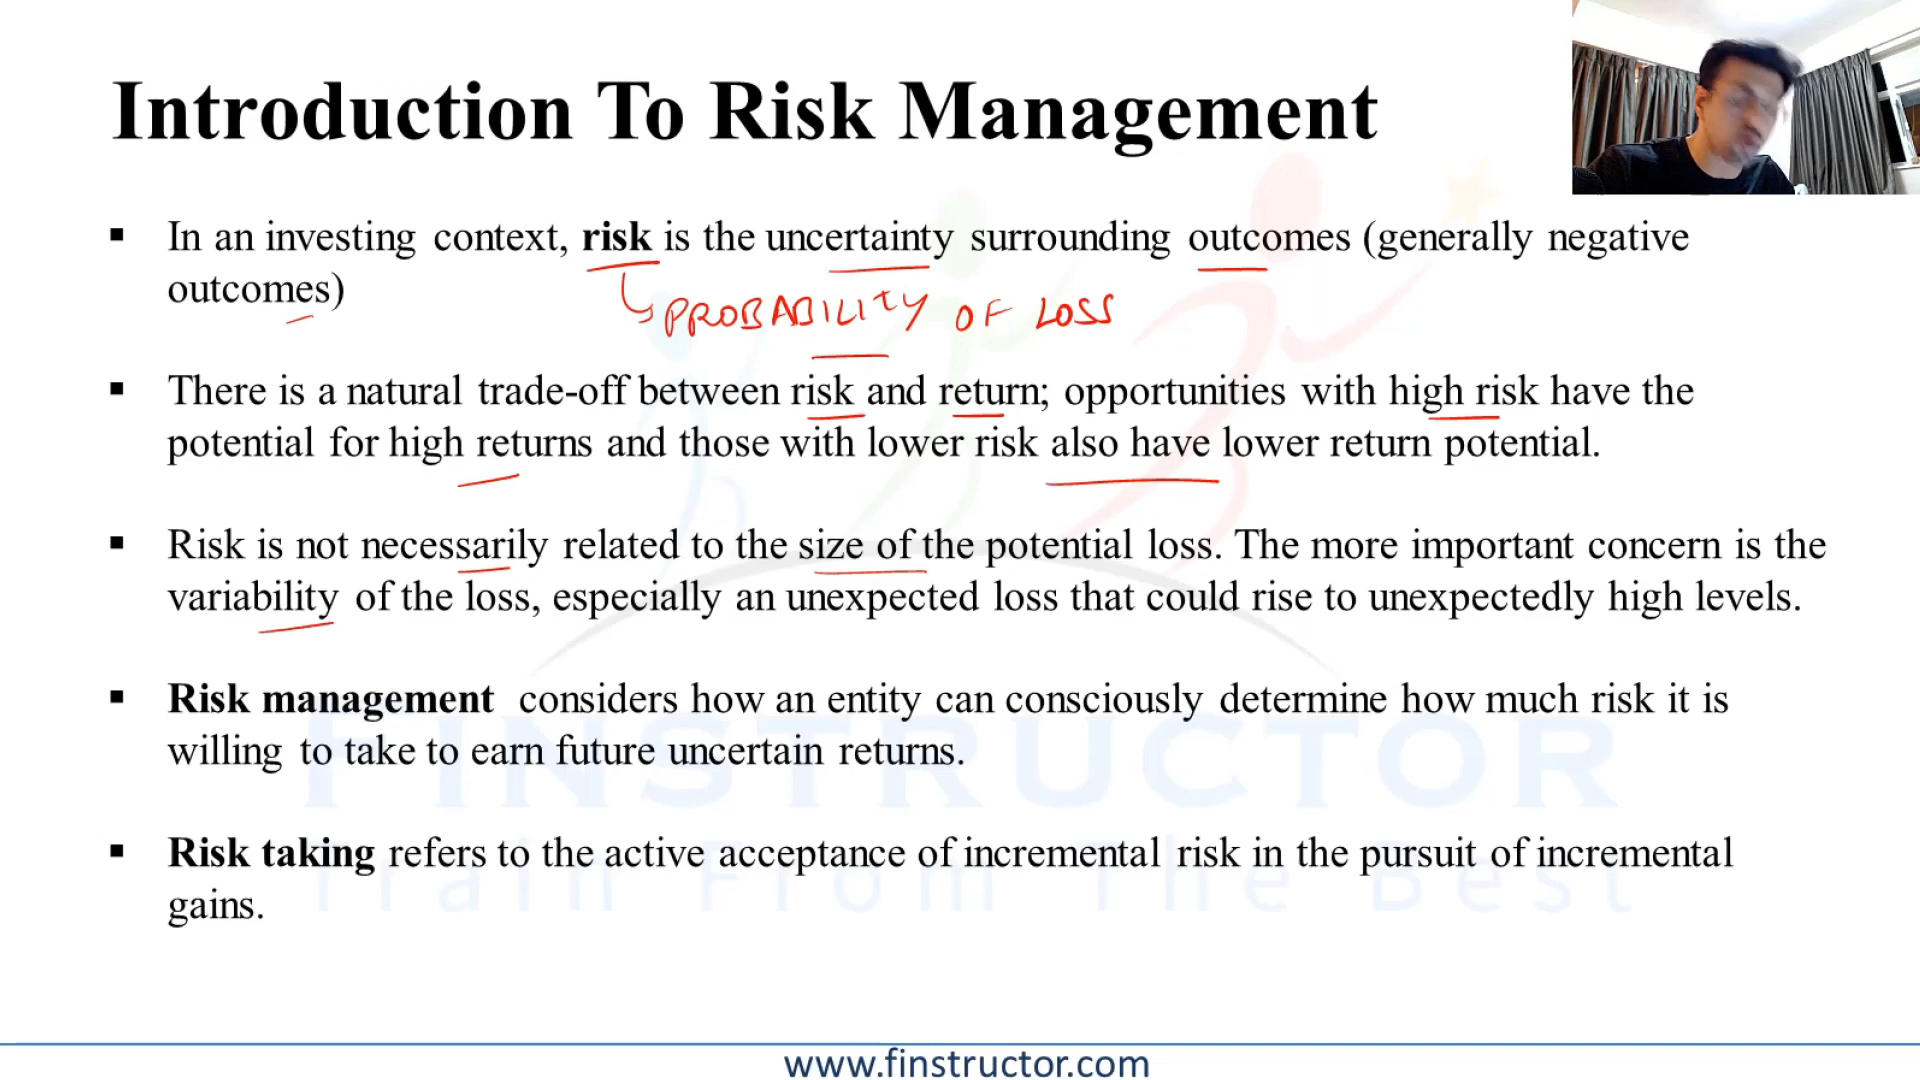 Introduction To Risk Management
▪ In an investing context, risk is the uncertainty surrounding outcomes (generally negative
outcomes)
PROBABILITY OF LOSS
▪ There is a natural trade-off between risk and return; opportunities with high risk have the
potential for high returns and those with lower risk also have lower return potential.
▪ Risk is not necessarily related to the size of the potential loss. The more important concern is the
variability of the loss, especially an unexpected loss that could rise to unexpectedly high levels.
▪ Risk management considers how an entity can consciously determine how much risk it is
willing to take to earn future uncertain returns.
▪ Risk taking refers to the active acceptance of incremental risk in the pursuit of incremental
gains.
FINSTRUCTOR
Train From The Best
www.finstructor.com